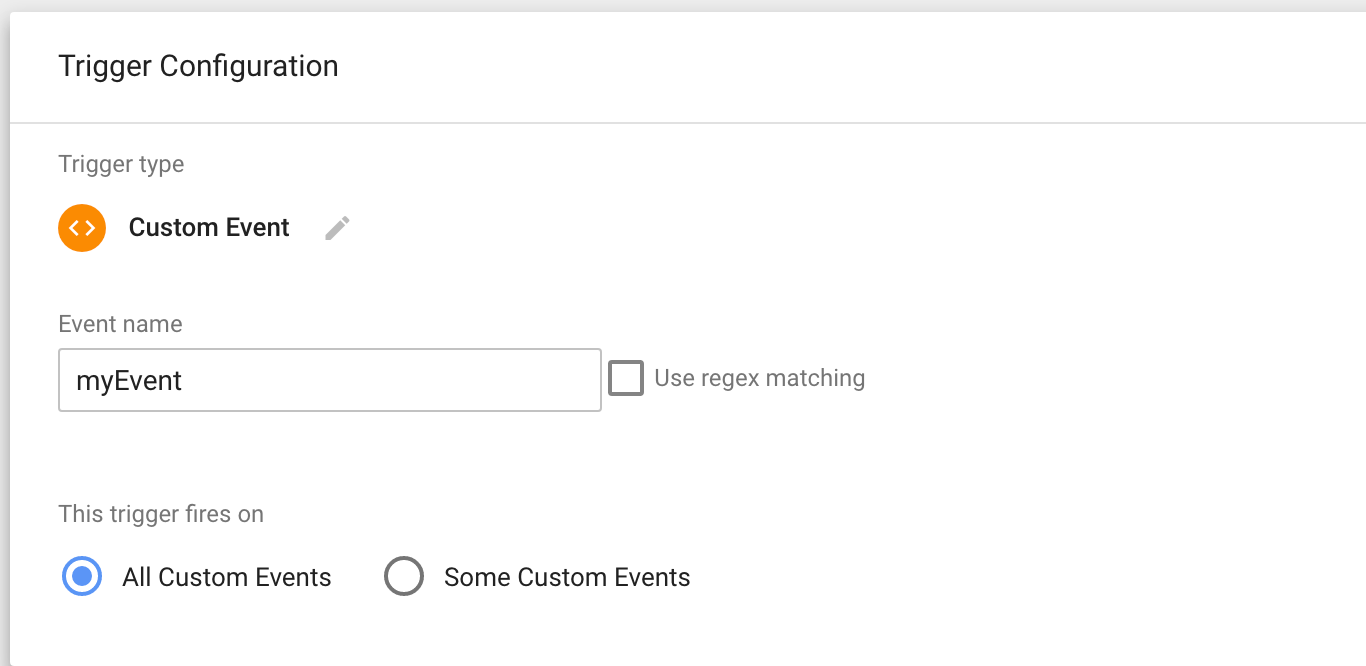 Trigger Configuration
Trigger type
Custom Event
Event name
myEvent
Use regex matching
This trigger fires on
All Custom Events
Some Custom Events